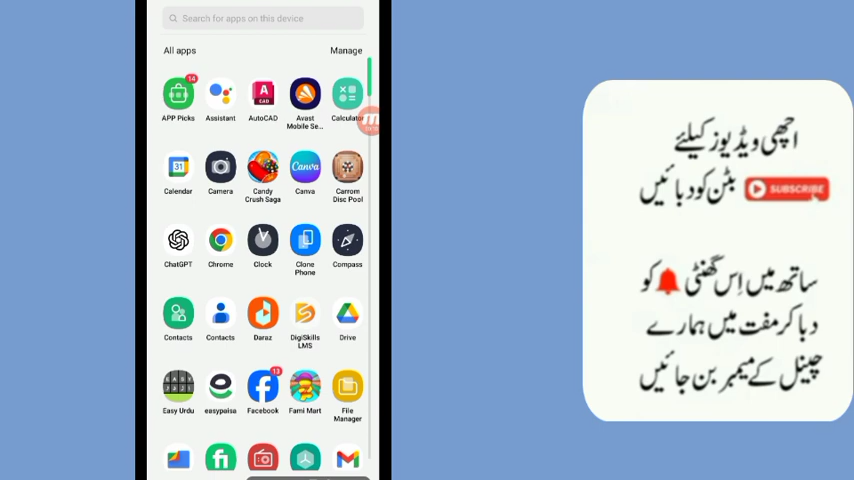 Search for apps on this device
All apps
Manage
14
APP Picks
Assistant
AutoCAD
Avast Mobile Se...
Calculator
31
Calendar
Camera
Candy Crush Saga
Canva
Carrom Disc Pool
ChatGPT
Chrome
Clock
Clone Phone
Compass
Contacts
Contacts
Daraz
DigiSkills LMS
Drive
13
Easy Urdu
easypaisa
Facebook
Fami Mart
File Manager
اچھی ویڈیوز کیلئے
SUBSCRIBE بٹن کو دبائیں
ساتھ میں اِس گھنٹی کو
دبا کر مفت میں ہمارے
چینل کے میمبر بن جائیں